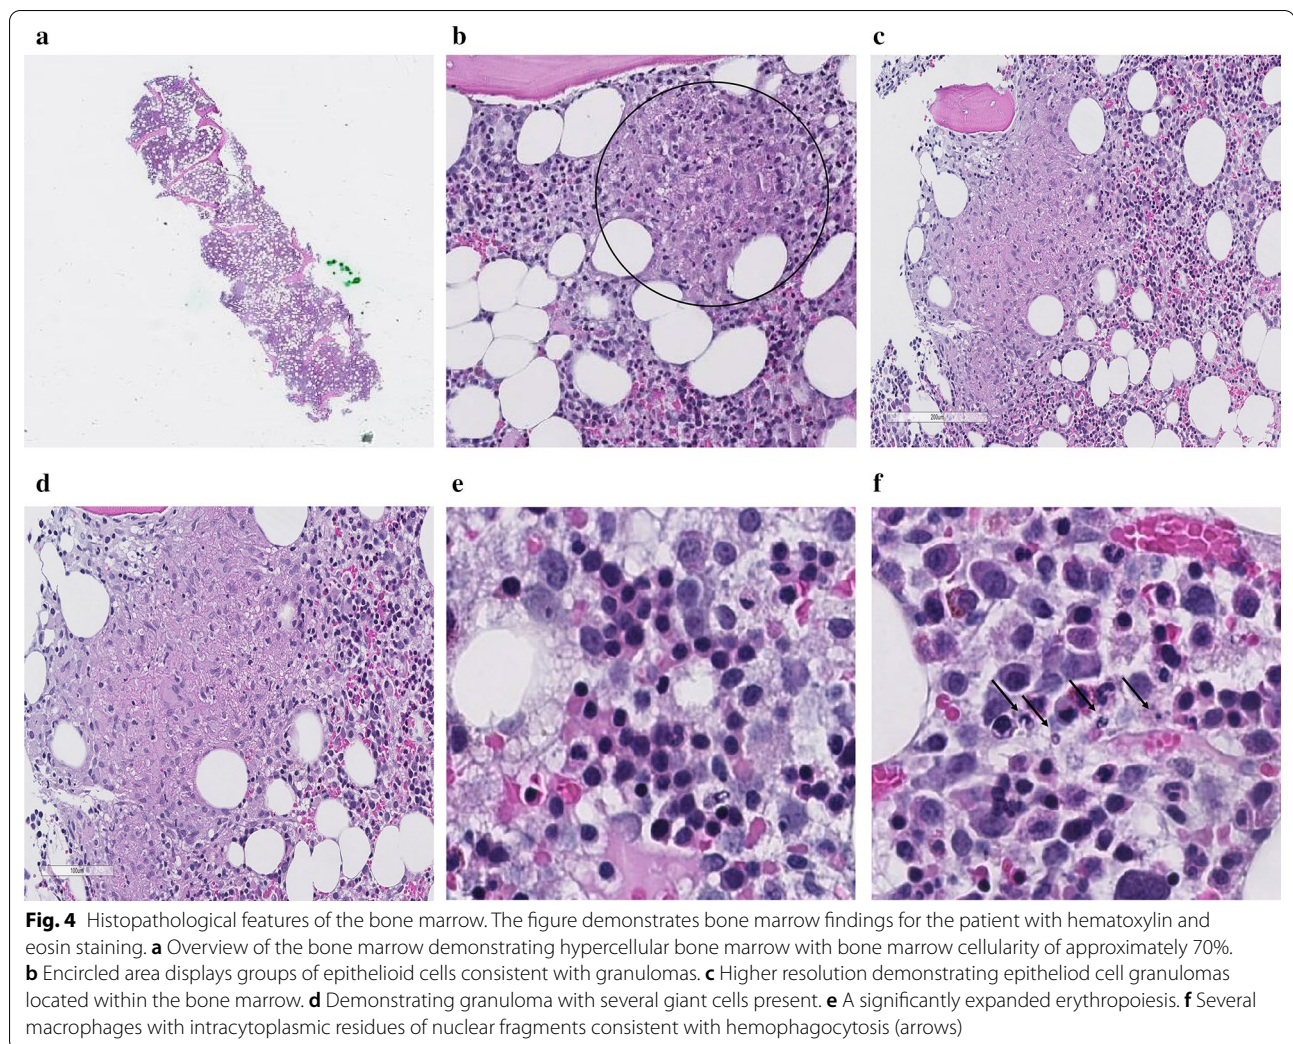 a
b
c
200um
d
e
f
100um
Fig. 4 Histopathological features of the bone marrow. The figure demonstrates bone marrow findings for the patient with hematoxylin and
eosin staining. a Overview of the bone marrow demonstrating hypercellular bone marrow with bone marrow cellularity of approximately 70%.
b Encircled area displays groups of epithelioid cells consistent with granulomas. c Higher resolution demonstrating epitheliod cell granulomas
located within the bone marrow. d Demonstrating granuloma with several giant cells present. e A significantly expanded erythropoiesis. f Several
macrophages with intracytoplasmic residues of nuclear fragments consistent with hemophagocytosis (arrows)